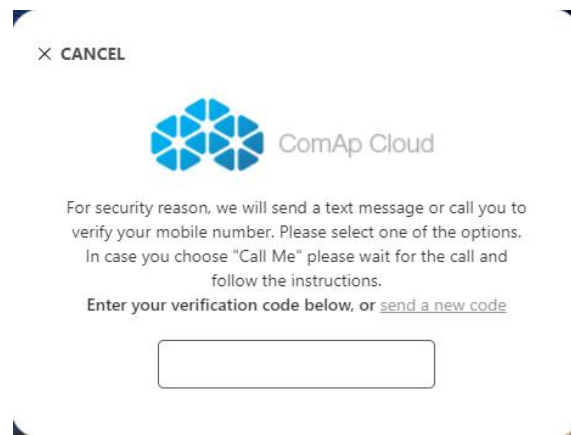 × CANCEL
ComAp Cloud
For security reason, we will send a text message or call you to
verify your mobile number. Please select one of the options.
In case you choose "Call Me" please wait for the call and
follow the instructions.
Enter your verification code below, or send a new code